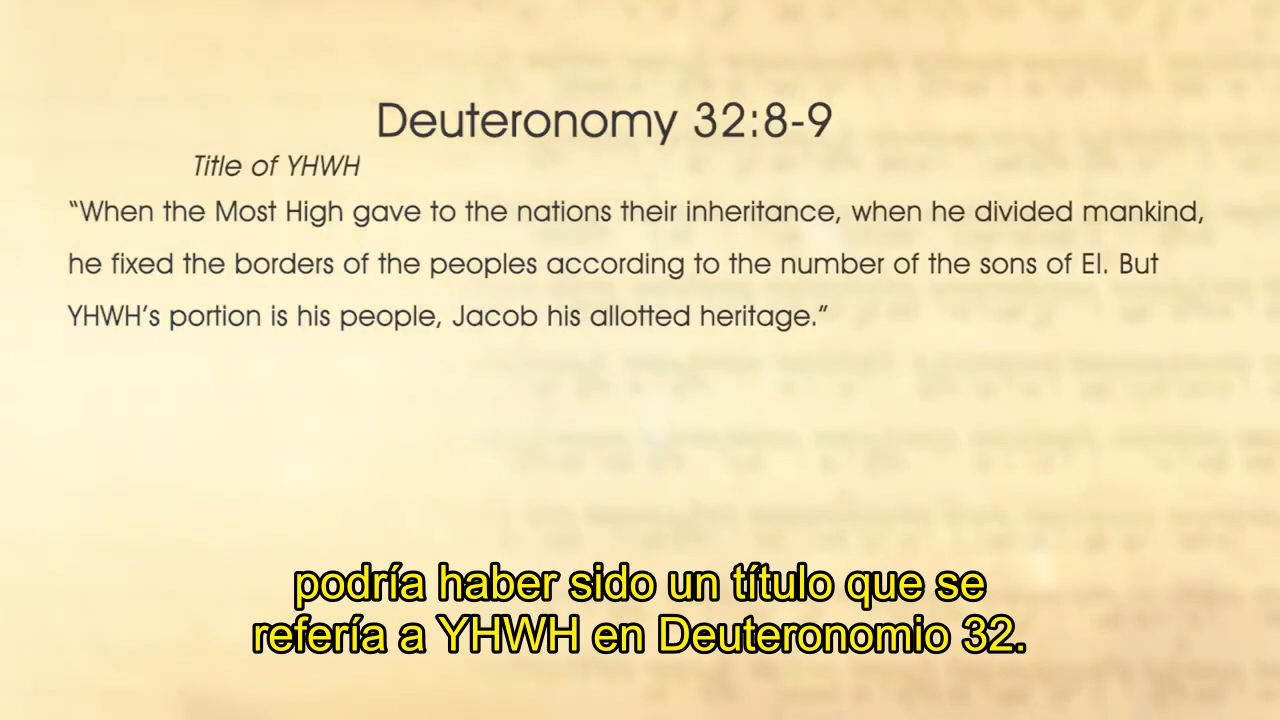 Deuteronomy 32:8-9
Title of YHWH
“When the Most High gave to the nations their inheritance, when he divided mankind,
he fixed the borders of the peoples according to the number of the sons of El. But
YHWH’s portion is his people, Jacob his allotted heritage.”
podría haber sido un título que se
refería a YHWH en Deuteronomio 32.